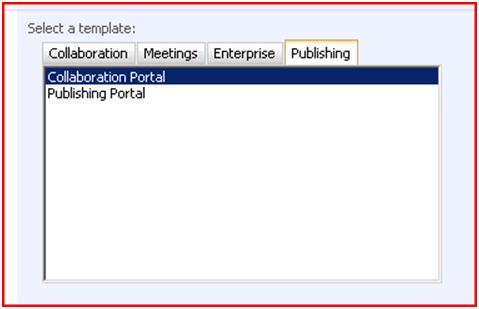 Select a template:
Collaboration Meetings Enterprise Publishing
Collaboration Portal
Publishing Portal